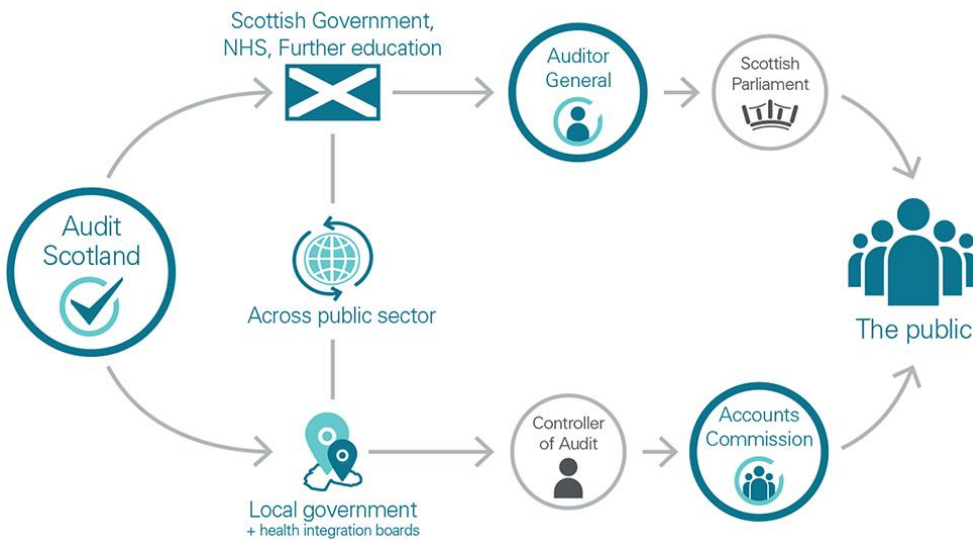 Scottish Government,
NHS, Further education
Auditor
General
Scottish
Parliament
Audit
Scotland
Across public sector
The public
Local government
+ health integration boards
Controller
of Audit
Accounts
Commission